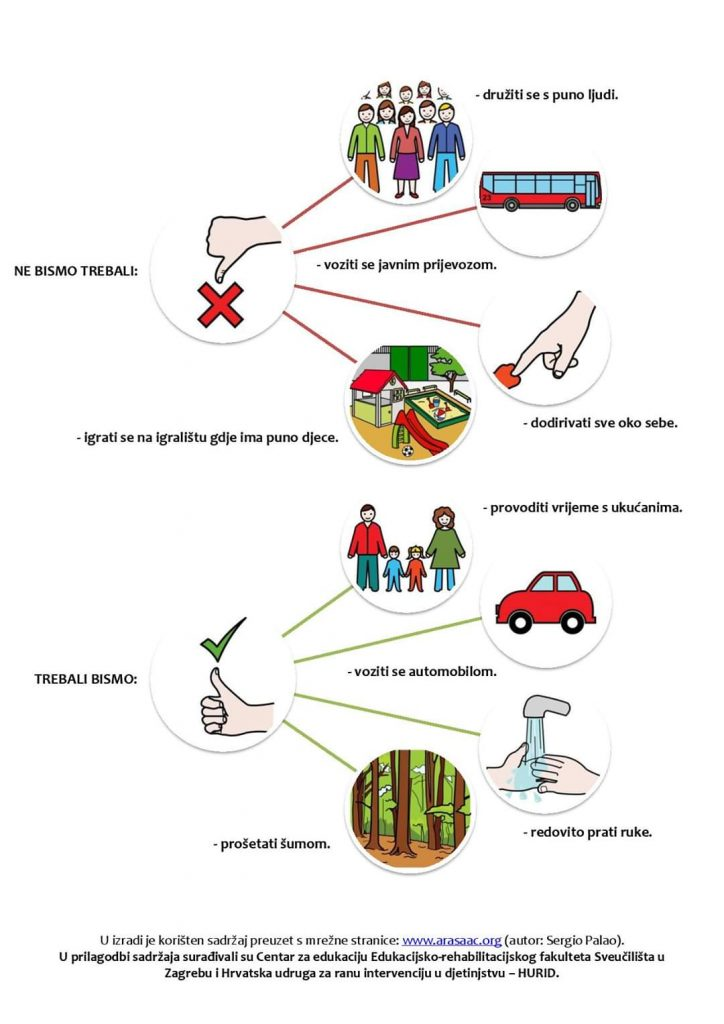 - družiti se s puno ljudi.
23
NE BISMO TREBALI:
- voziti se javnim prijevozom.
- dodirivati sve oko sebe.
- igrati se na igralištu gdje ima puno djece.
- provoditi vrijeme s ukućanima.
TREBALI BISMO:
- voziti se automobilom.
- redovito prati ruke.
- prošetati šumom.
U izradi je korišten sadržaj preuzet s mrežne stranice: www.arasaac.org (autor: Sergio Palao).
U prilagodbi sadržaja surađivali su Centar za edukaciju Edukacijsko-rehabilitacijskog fakulteta Sveučilišta u
Zagrebu i Hrvatska udruga za ranu intervenciju u djetinjstvu – HURID.